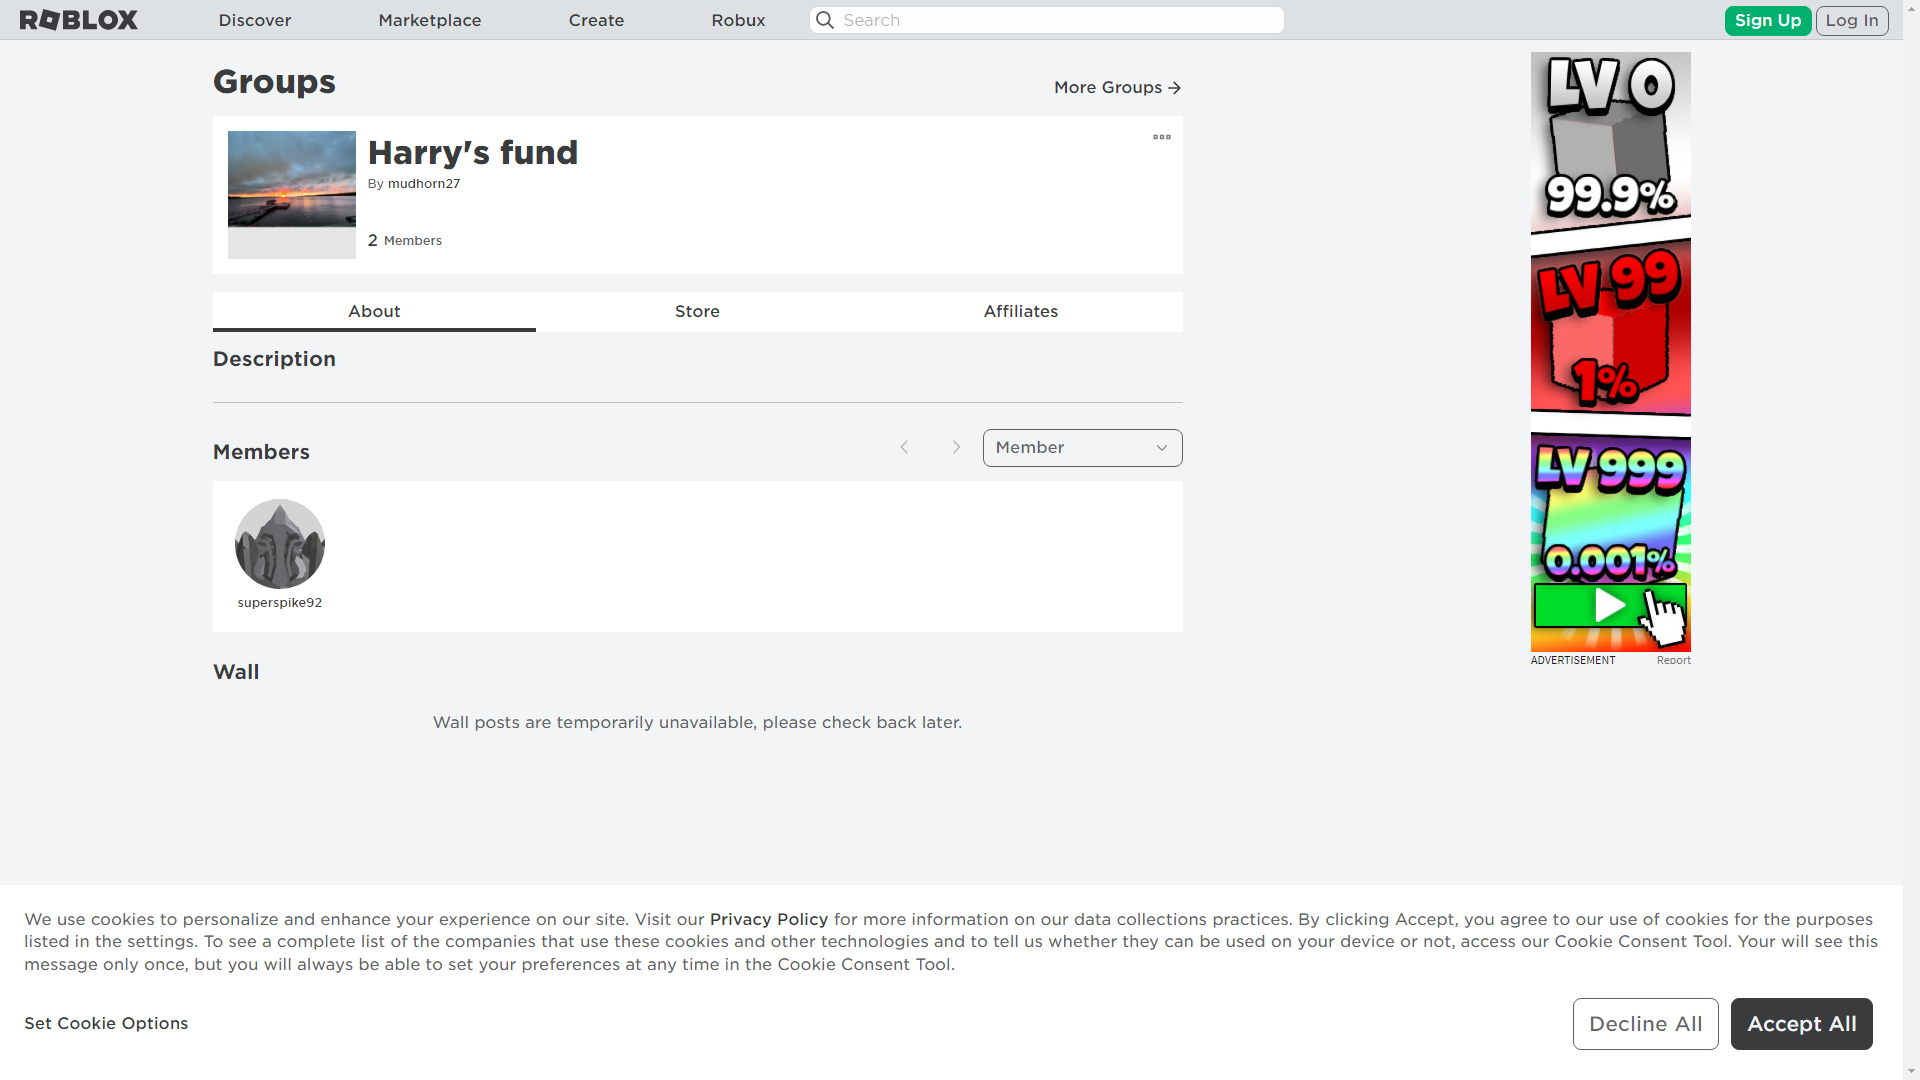 ROBLOX
Discover
Marketplace
Create
Robux
Search
Sign Up
Log In
Groups
More Groups
Harry's fund
By mudhorn27
2 Members
About
Store
Affiliates
Description
Members
Member
superspike92
Wall
Wall posts are temporarily unavailable, please check back later.
LV 0
99.9%
LV 99
1%
LV 999
0.001%
ADVERTISEMENT
Report
We use cookies to personalize and enhance your experience on our site. Visit our Privacy Policy for more information on our data collections practices. By clicking Accept, you agree to our use of cookies for the purposes
listed in the settings. To see a complete list of the companies that use these cookies and other technologies and to tell us whether they can be used on your device or not, access our Cookie Consent Tool. Your will see this
message only once, but you will always be able to set your preferences at any time in the Cookie Consent Tool.
Set Cookie Options
Decline All
Accept All